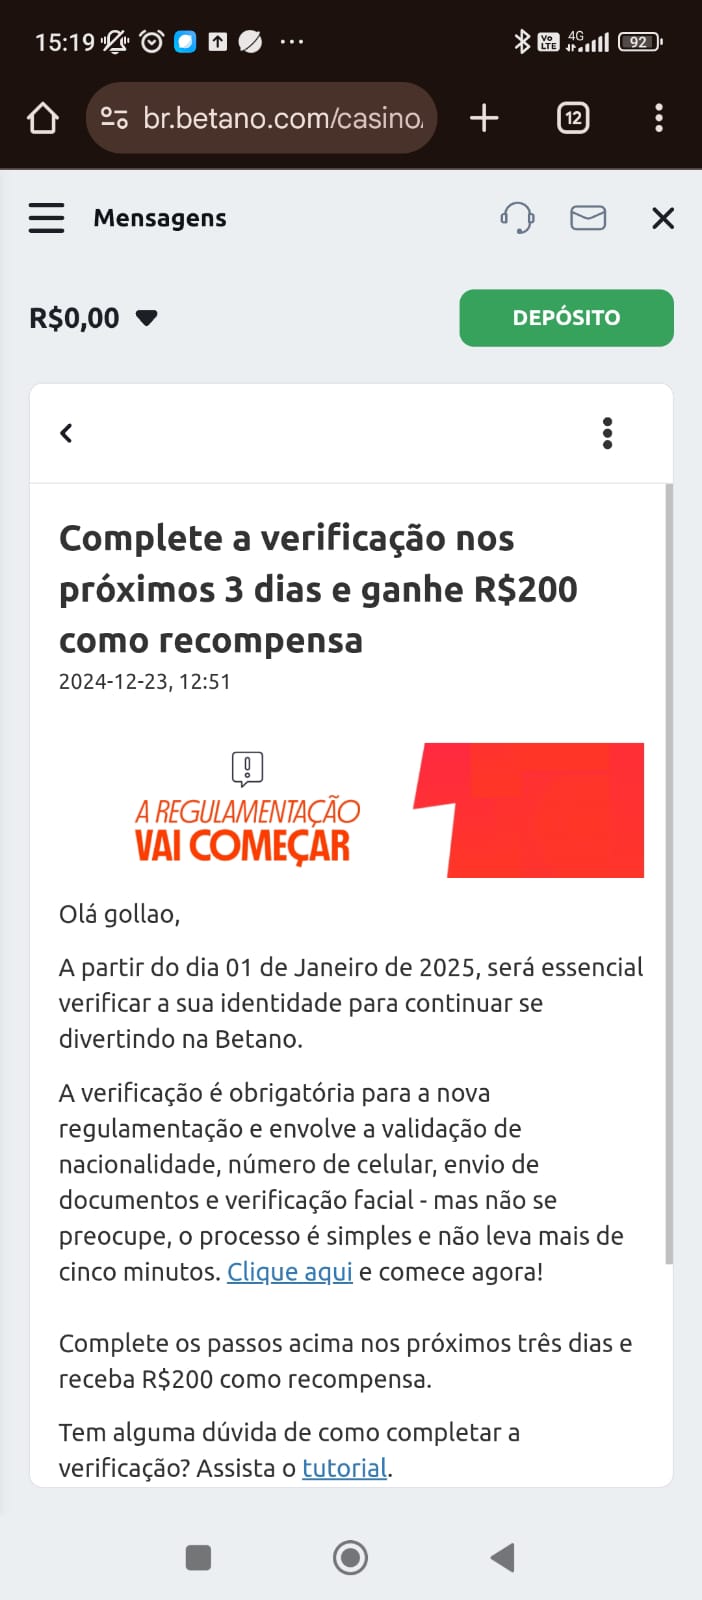 15:19
4G
Vo
LTE
92
br.betano.com/casino
12
Mensagens
R$0,00
DEPÓSITO
Complete a verificação nos
próximos 3 dias e ganhe R$200
como recompensa
2024-12-23, 12:51
A REGULAMENTAÇÃO
VAI COMEÇAR
Olá gollao,
A partir do dia 01 de Janeiro de 2025, será essencial
verificar a sua identidade para continuar se
divertindo na Betano.
A verificação é obrigatória para a nova
regulamentação e envolve a validação de
nacionalidade, número de celular, envio de
documentos e verificação facial - mas não se
preocupe, o processo é simples e não leva mais de
cinco minutos. Clique aqui e comece agora!
Complete os passos acima nos próximos três dias e
receba R$200 como recompensa.
Tem alguma dúvida de como completar a
verificação? Assista o tutorial.